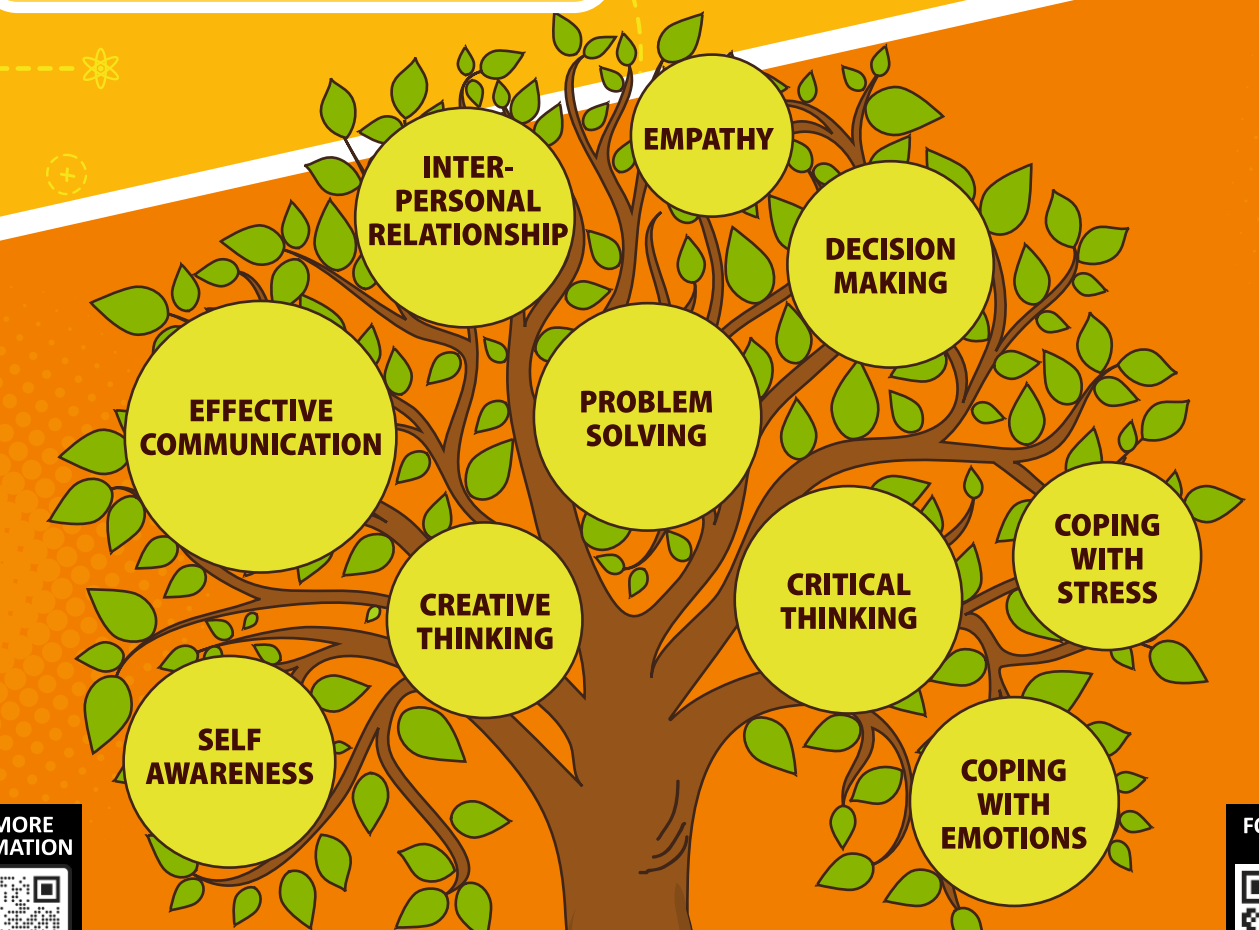 EMPATHY
INTER-
PERSONAL
RELATIONSHIP
DECISION
MAKING
EFFECTIVE
COMMUNICATION
PROBLEM
SOLVING
COPING
WITH
STRESS
CREATIVE
THINKING
CRITICAL
THINKING
SELF
AWARENESS
COPING
WITH
EMOTIONS
MORE